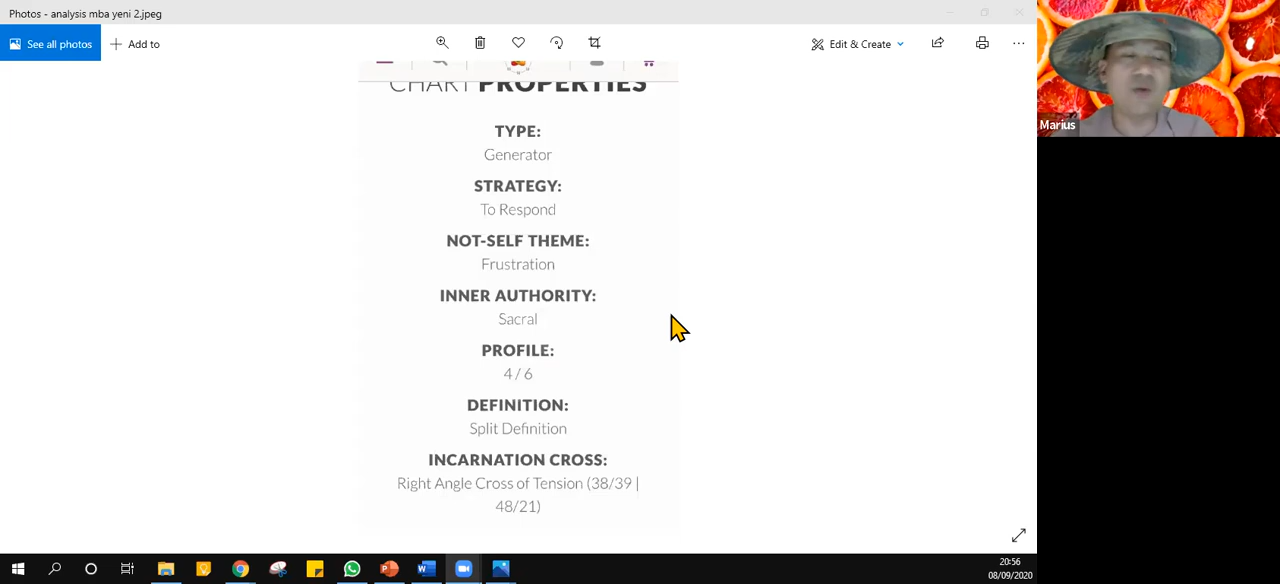 Photos - analysis mba yeni 2.jpeg
See all photos
Add to
Edit & Create
Marius
CHART PROPERTIES
TYPE:
Generator
STRATEGY:
To Respond
NOT-SELF THEME:
Frustration
INNER AUTHORITY:
Sacral
PROFILE:
4 / 6
DEFINITION:
Split Definition
INCARNATION CROSS:
Right Angle Cross of Tension (38/39 |
48/21)
20:56
08/09/2020